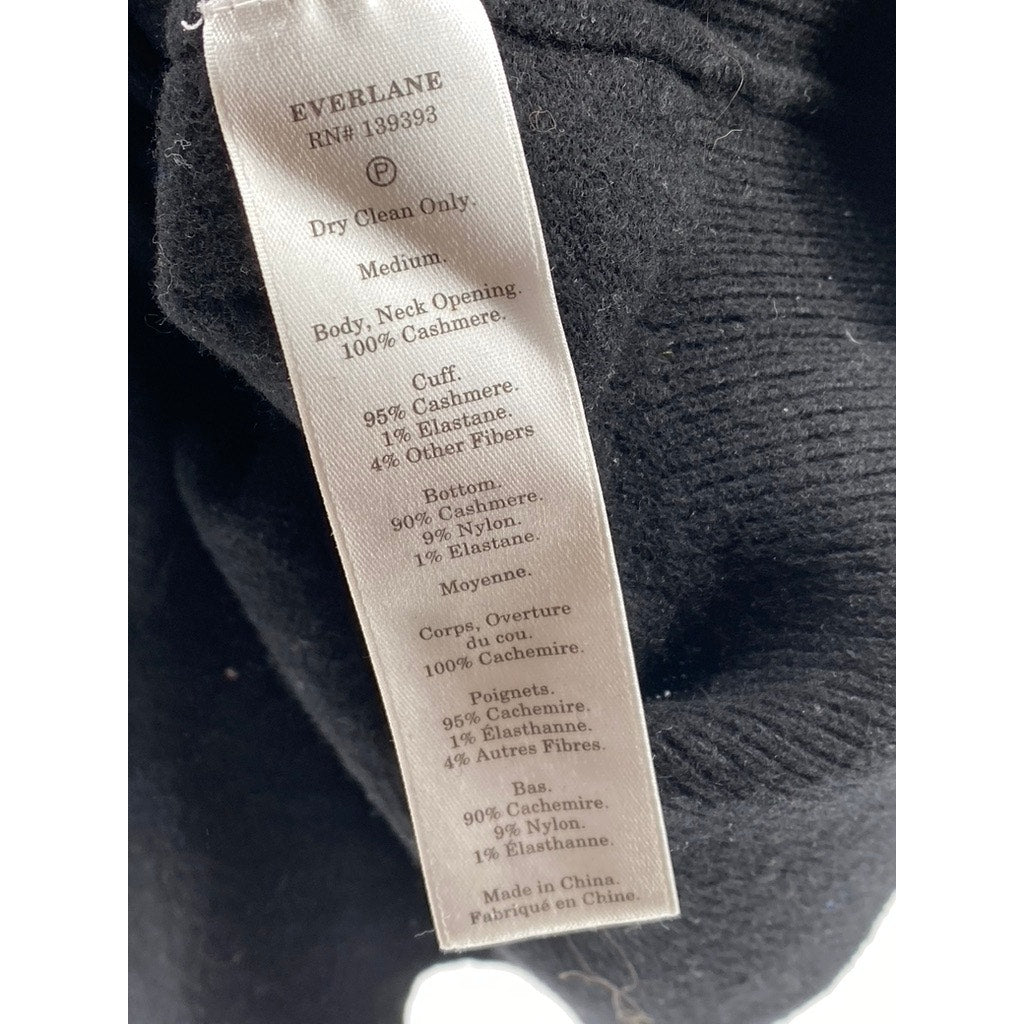 EVERLANE
RN# 139393
P
Dry Clean Only.
Medium.
Body, Neck Opening.
100% Cashmere.
Cuff.
95% Cashmere.
1% Elastane.
4% Other Fibers
Bottom.
90% Cashmere.
9% Nylon.
1% Elastane.
Moyenne.
Corps, Overture
du cou.
100% Cachemire.
Poignets.
95% Cachemire.
1% Élasthanne.
4% Autres Fibres.
Bas.
90% Cachemire.
9% Nylon.
1% Élasthanne.
Made in China.
Fabriqué en Chine.